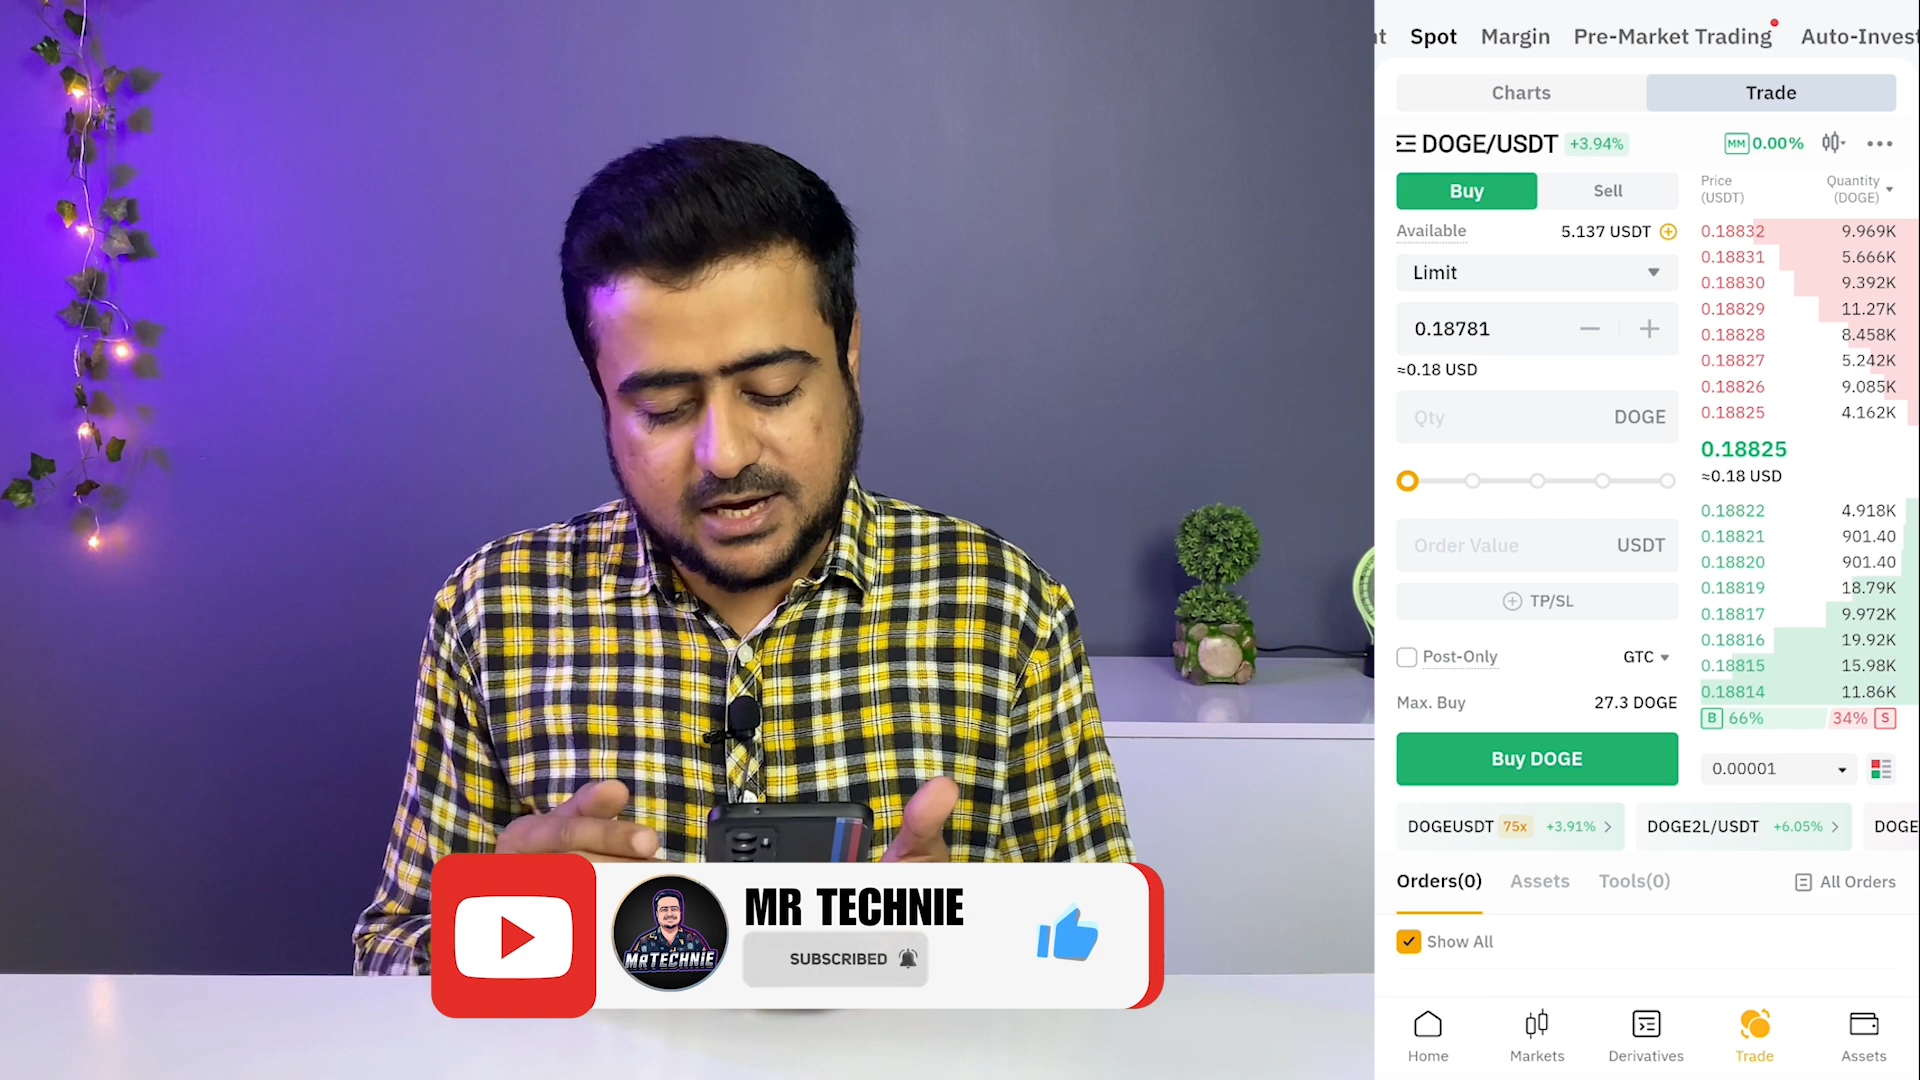 nt Spot Margin Pre-Market Trading Auto-Invest
Charts Trade
DOGE/USDT +3.94% MM 0.00%
Buy Sell
Price (USDT) Quantity (DOGE)
Available 5.137 USDT
Limit
0.18781
≈0.18 USD
Qty DOGE
Order Value USDT
TP/SL
Post-Only GTC
Max. Buy 27.3 DOGE
Buy DOGE
0.18832 9.969K
0.18831 5.666K
0.18830 9.392K
0.18829 11.27K
0.18828 8.458K
0.18827 5.242K
0.18826 9.085K
0.18825 4.162K
0.18825
≈0.18 USD
0.18822 4.918K
0.18821 901.40
0.18820 901.40
0.18819 18.79K
0.18817 9.972K
0.18816 19.92K
0.18815 15.98K
0.18814 11.86K
B 66% 34% S
0.00001
DOGEUSDT 75x +3.91% DOGE2L/USDT +6.05% DOGE
Orders(0) Assets Tools(0) All Orders
Show All
Home Markets Derivatives Trade Assets
MR TECHNIE
SUBSCRIBED
MRTECHNIE